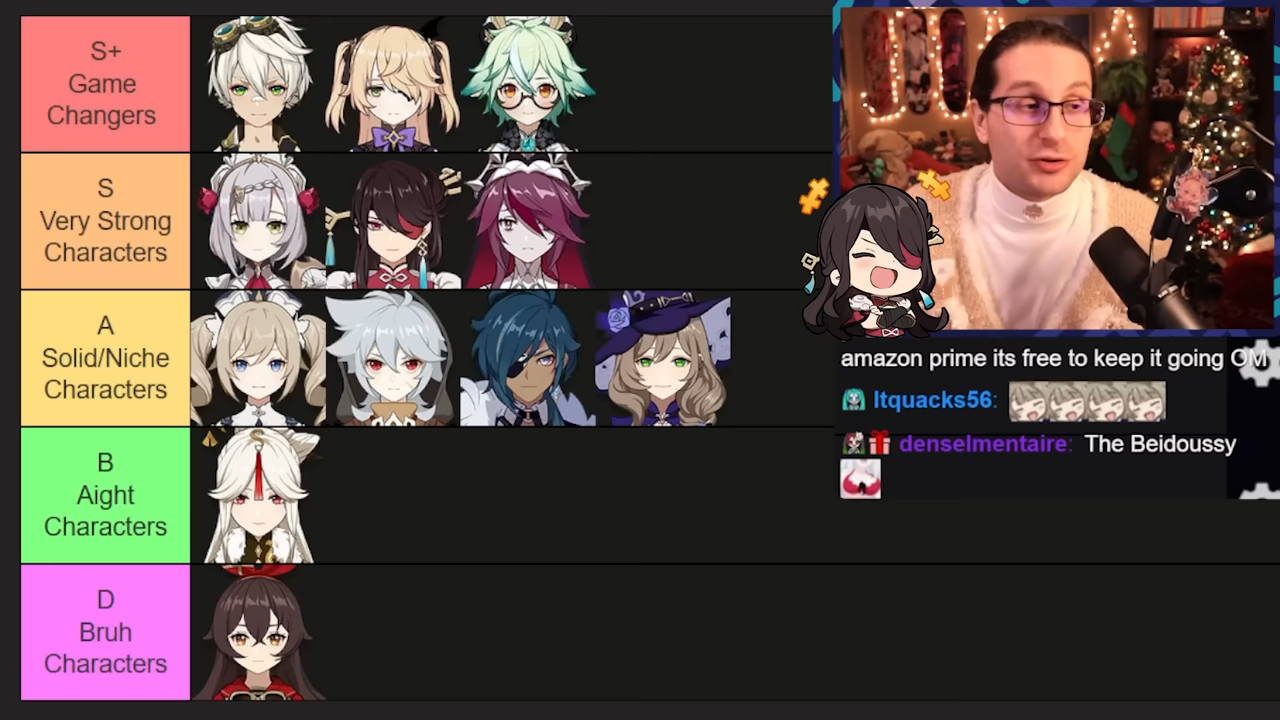 S+
Game
Changers
S
Very Strong
Characters
A
Solid/Niche
Characters
B
Aight
Characters
D
Bruh
Characters
amazon prime its free to keep it going OM
ltquacks56:
denselmentaire: The Beidoussy